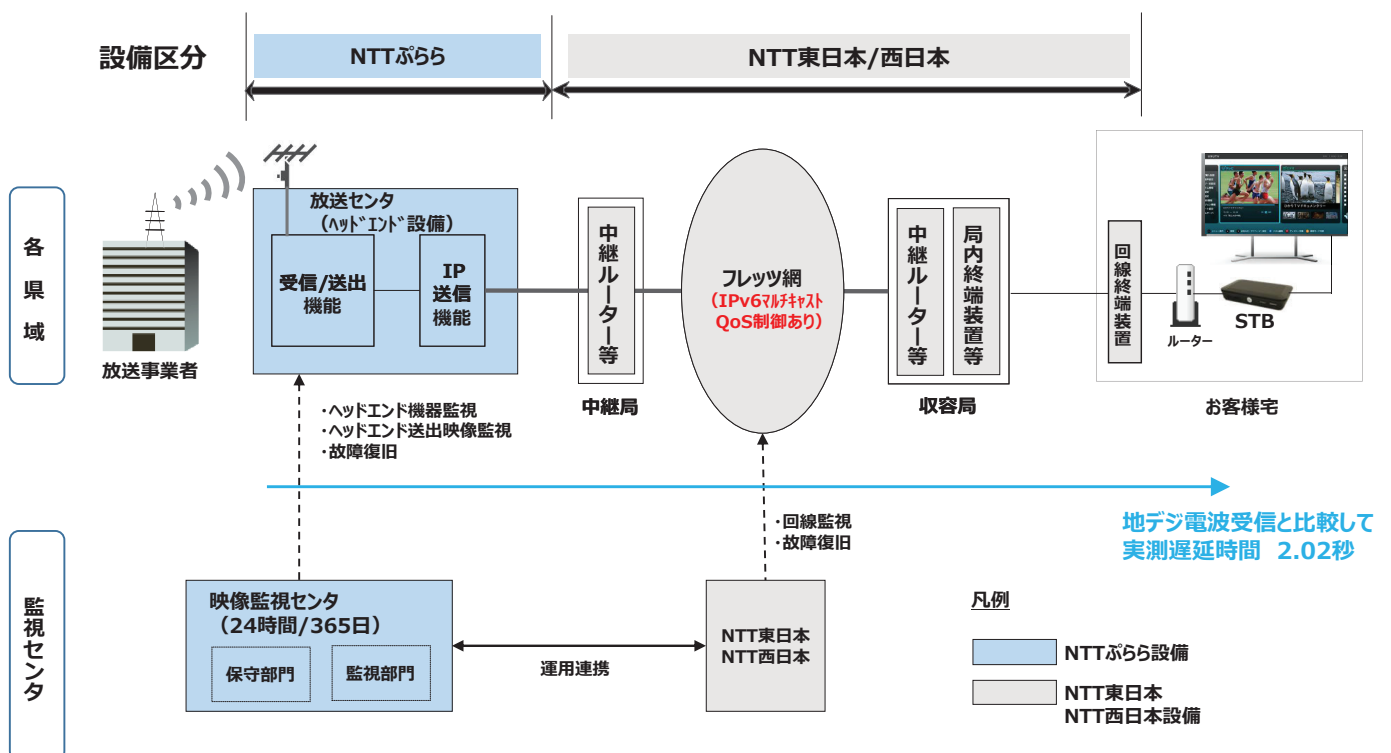 設備区分
NTTぷらら
NTT東日本/西日本
各県域
放送事業者
放送センタ
(ﾍｯﾄﾞｴﾝﾄﾞ設備)
受信/送出
機能
IP
送信
機能
中継ルーター等
中継局
フレッツ網
(IPv6ﾏﾙﾁｷｬｽﾄ
QoS制御あり)
中継ルーター等
局内終端装置等
収容局
回線終端装置
ルーター
STB
お客様宅
・ヘッドエンド機器監視
・ヘッドエンド送出映像監視
・故障復旧
・回線監視
・故障復旧
地デジ電波受信と比較して
実測遅延時間 2.02秒
監視センタ
映像監視センタ
(24時間/365日)
保守部門
監視部門
運用連携
NTT東日本
NTT西日本
凡例
NTTぷらら設備
NTT東日本
NTT西日本設備